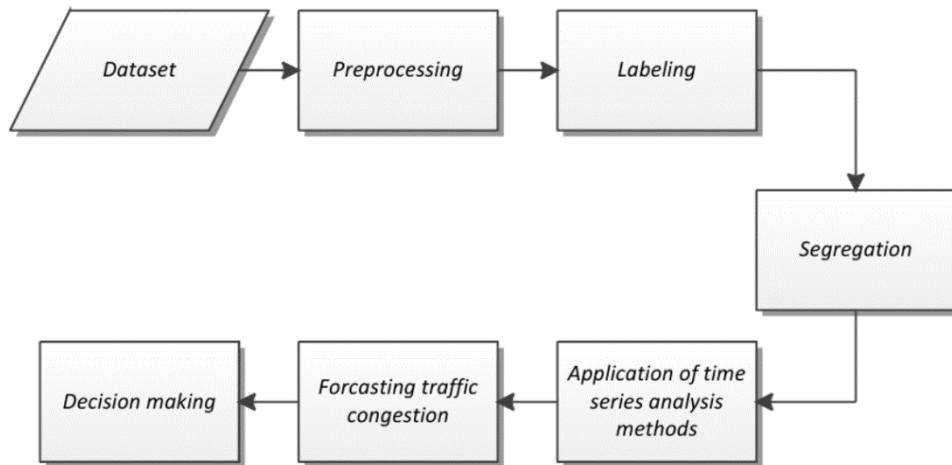 Dataset
Preprocessing
Labeling
Segregation
Application of time
series analysis
methods
Forcasting traffic
congestion
Decision making